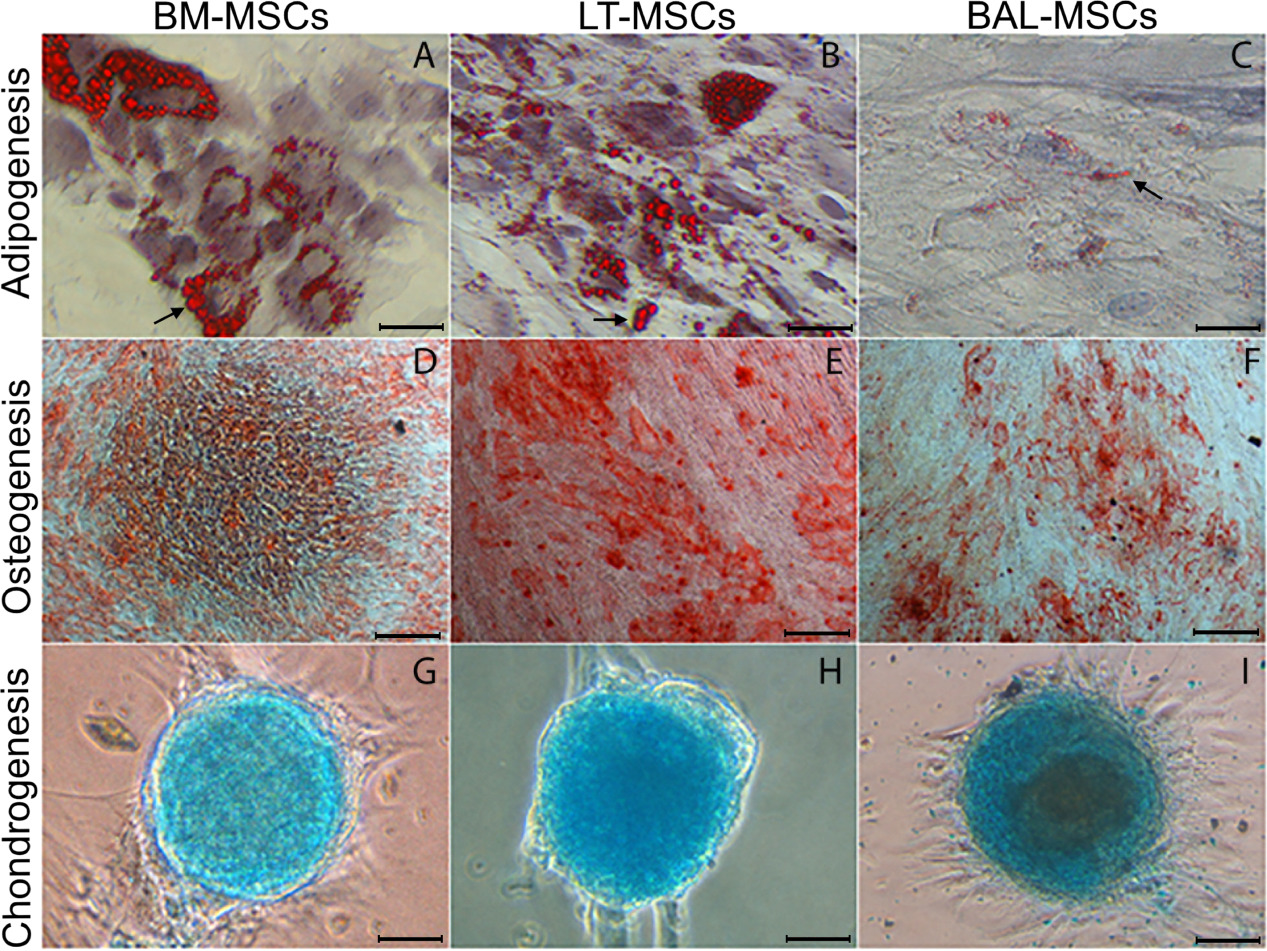 BM-MSCs LT-MSCs BAL-MSCs
Adipogenesis
A B C
Osteogenesis
D E F
Chondrogenesis
G H I